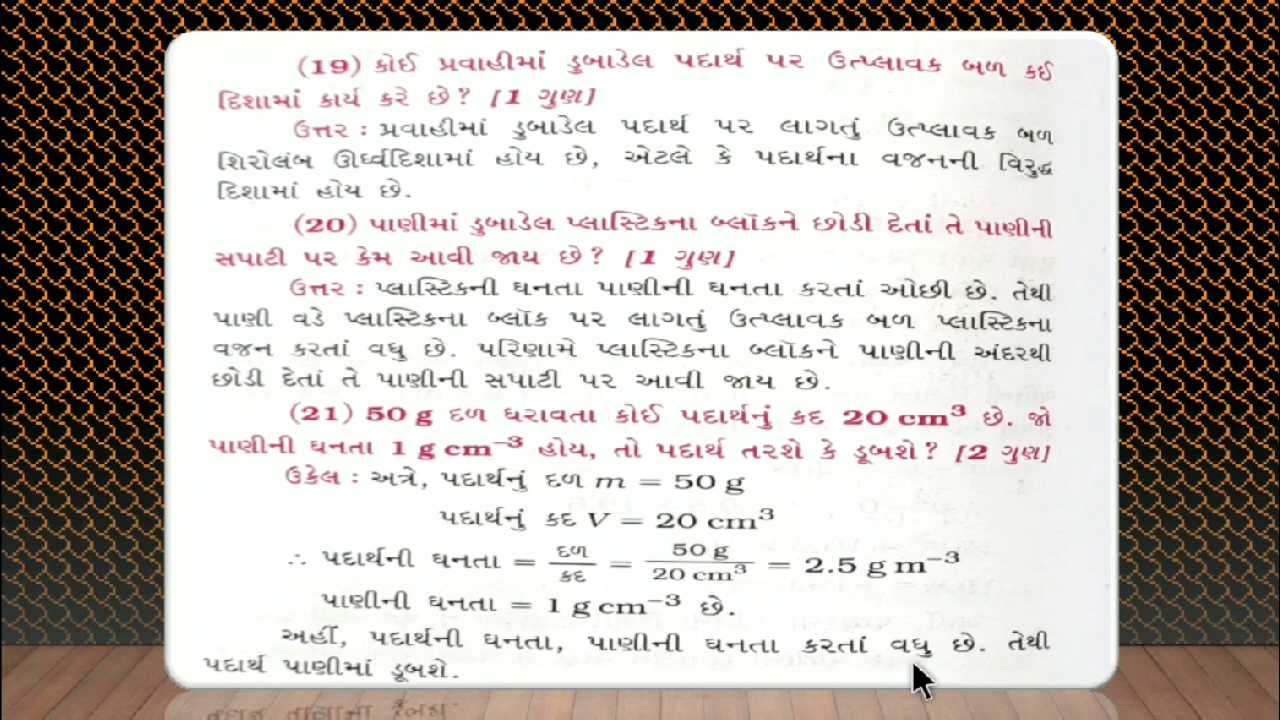 (19) કોઈ પ્રવાહીમાં ડુબાડેલ પદાર્થ પર ઉત્પ્લાવક બળ કઈ
દિશામાં કાર્ય કરે છે? [1 ગુણ]
ઉત્તર : પ્રવાહીમાં ડુબાડેલ પદાર્થ પર લાગતું ઉત્પ્લાવક બળ
શિરોલંબ ઊર્ધ્વદિશામાં હોય છે, એટલે કે પદાર્થના વજનની વિરુદ્ધ
દિશામાં હોય છે.
(20) પાણીમાં ડુબાડેલ પ્લાસ્ટિકના બ્લૉકને છોડી દેતાં તે પાણીની
સપાટી પર કેમ આવી જાય છે? [1 ગુણ]
ઉત્તર : પ્લાસ્ટિકની ઘનતા પાણીની ઘનતા કરતાં ઓછી છે. તેથી
પાણી વડે પ્લાસ્ટિકના બ્લૉક પર લાગતું ઉત્પ્લાવક બળ પ્લાસ્ટિકના
વજન કરતાં વધુ છે. પરિણામે પ્લાસ્ટિકના બ્લૉકને પાણીની અંદરથી
છોડી દેતાં તે પાણીની સપાટી પર આવી જાય છે.
(21) 50 g દળ ધરાવતા કોઈ પદાર્થનું કદ 20 cm³ છે. જો
પાણીની ઘનતા 1 g cm⁻³ હોય, તો પદાર્થ તરશે કે ડૂબશે? [2 ગુણ]
ઉકેલ : અત્રે, પદાર્થનું દળ m = 50 g
પદાર્થનું કદ V = 20 cm³
∴ પદાર્થની ઘનતા = દળ/કદ = 50 g/20 cm³ = 2.5 g m⁻³
પાણીની ઘનતા = 1 g cm⁻³ છે.
અહીં, પદાર્થની ઘનતા, પાણીની ઘનતા કરતાં વધુ છે. તેથી
પદાર્થ પાણીમાં ડૂબશે.